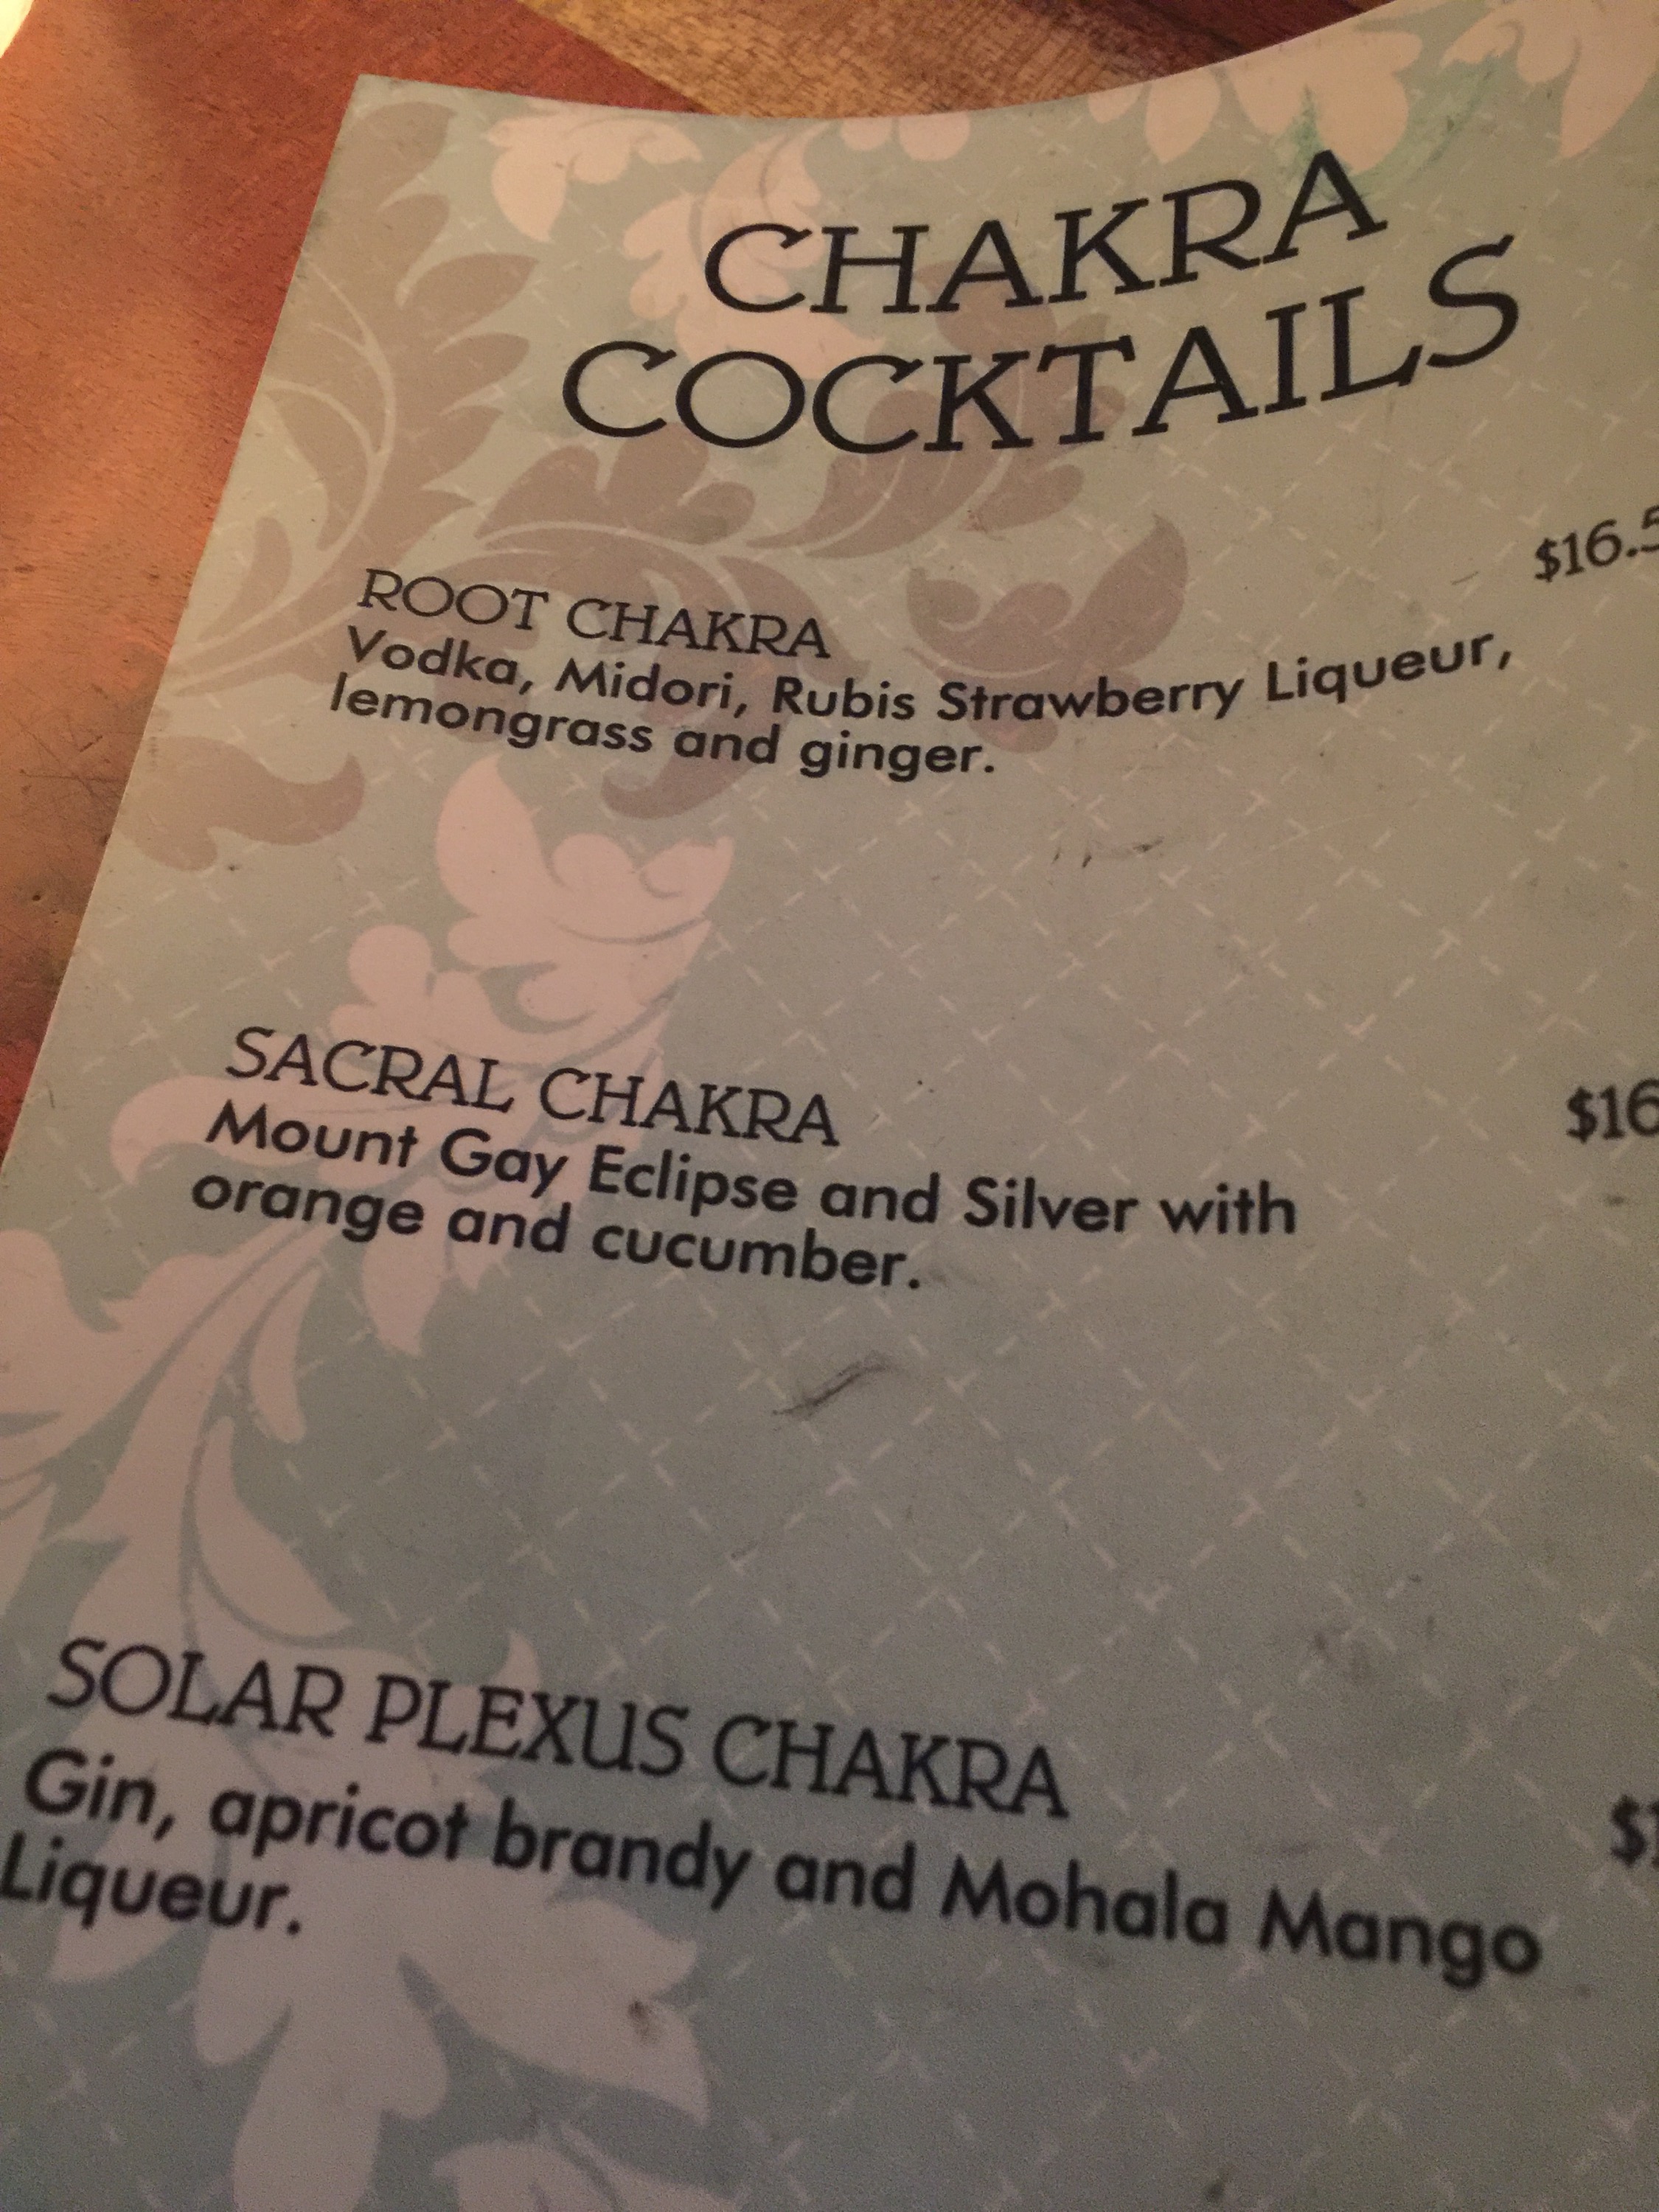 CHAKRA
COCKTAILS
ROOT CHAKRA $16.5
Vodka, Midori, Rubis Strawberry Liqueur,
lemongrass and ginger.
SACRAL CHAKRA $16
Mount Gay Eclipse and Silver with
orange and cucumber.
SOLAR PLEXUS CHAKRA $1
Gin, apricot brandy and Mohala Mango
Liqueur.